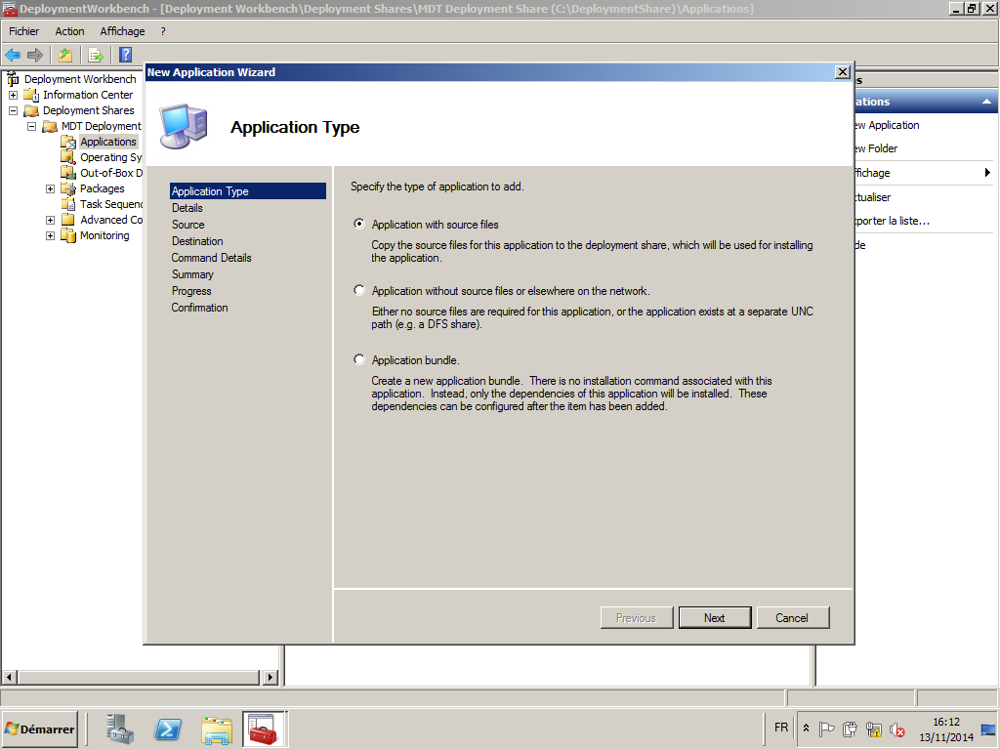 DeploymentWorkbench - [Deployment Workbench\Deployment Shares\MDT Deployment Share (C:\DeploymentShare)\Applications]
Fichier Action Affichage ?
Deployment Workbench
Information Center
Deployment Shares
MDT Deployment
Applications
Operating Sy
Out-of-Box D
Packages
Task Sequenc
Advanced Co
Monitoring
New Application Wizard
Application Type
Application Type
Details
Source
Destination
Command Details
Summary
Progress
Confirmation
Specify the type of application to add.
Application with source files
Copy the source files for this application to the deployment share, which will be used for installing
the application.
Application without source files or elsewhere on the network.
Either no source files are required for this application, or the application exists at a separate UNC
path (e.g. a DFS share).
Application bundle.
Create a new application bundle.  There is no installation command associated with this
application.  Instead, only the dependencies of this application will be installed.  These
dependencies can be configured after the item has been added.
Previous Next Cancel
s
ations
ew Application
ew Folder
ffichage
ctualiser
xporter la liste...
de
Démarrer
FR
16:12
13/11/2014